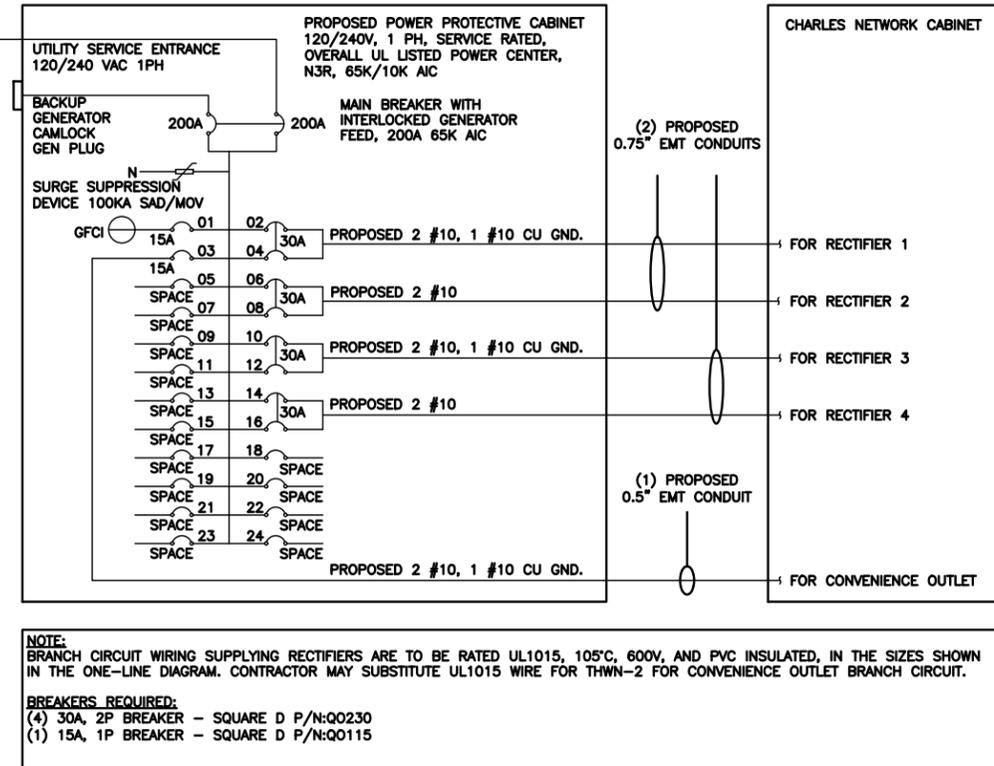 PROPOSED POWER PROTECTIVE CABINET
120/240V, 1 PH, SERVICE RATED,
OVERALL UL LISTED POWER CENTER,
N3R, 65K/10K AIC
CHARLES NETWORK CABINET
UTILITY SERVICE ENTRANCE
120/240 VAC 1PH
BACKUP
GENERATOR
CAMLOCK
GEN PLUG
200A
200A
MAIN BREAKER WITH
INTERLOCKED GENERATOR
FEED, 200A 65K AIC
(2) PROPOSED
0.75" EMT CONDUITS
N
SURGE SUPPRESSION
DEVICE 100KA SAD/MOV
GFCI
15A
01
02
30A
PROPOSED 2 #10, 1 #10 CU GND.
FOR RECTIFIER 1
15A
03
04
SPACE
05
06
30A
PROPOSED 2 #10
FOR RECTIFIER 2
SPACE
07
08
SPACE
09
10
30A
PROPOSED 2 #10, 1 #10 CU GND.
FOR RECTIFIER 3
SPACE
11
12
SPACE
13
14
30A
PROPOSED 2 #10
FOR RECTIFIER 4
SPACE
15
16
SPACE
17
18
SPACE
SPACE
19
20
SPACE
SPACE
21
22
SPACE
SPACE
23
24
SPACE
(1) PROPOSED
0.5" EMT CONDUIT
PROPOSED 2 #10, 1 #10 CU GND.
FOR CONVENIENCE OUTLET
NOTE:
BRANCH CIRCUIT WIRING SUPPLYING RECTIFIERS ARE TO BE RATED UL1015, 105°C, 600V, AND PVC INSULATED, IN THE SIZES SHOWN
IN THE ONE-LINE DIAGRAM. CONTRACTOR MAY SUBSTITUTE UL1015 WIRE FOR THWN-2 FOR CONVENIENCE OUTLET BRANCH CIRCUIT.
BREAKERS REQUIRED:
(4) 30A, 2P BREAKER - SQUARE D P/N:QO230
(1) 15A, 1P BREAKER - SQUARE D P/N:QO115